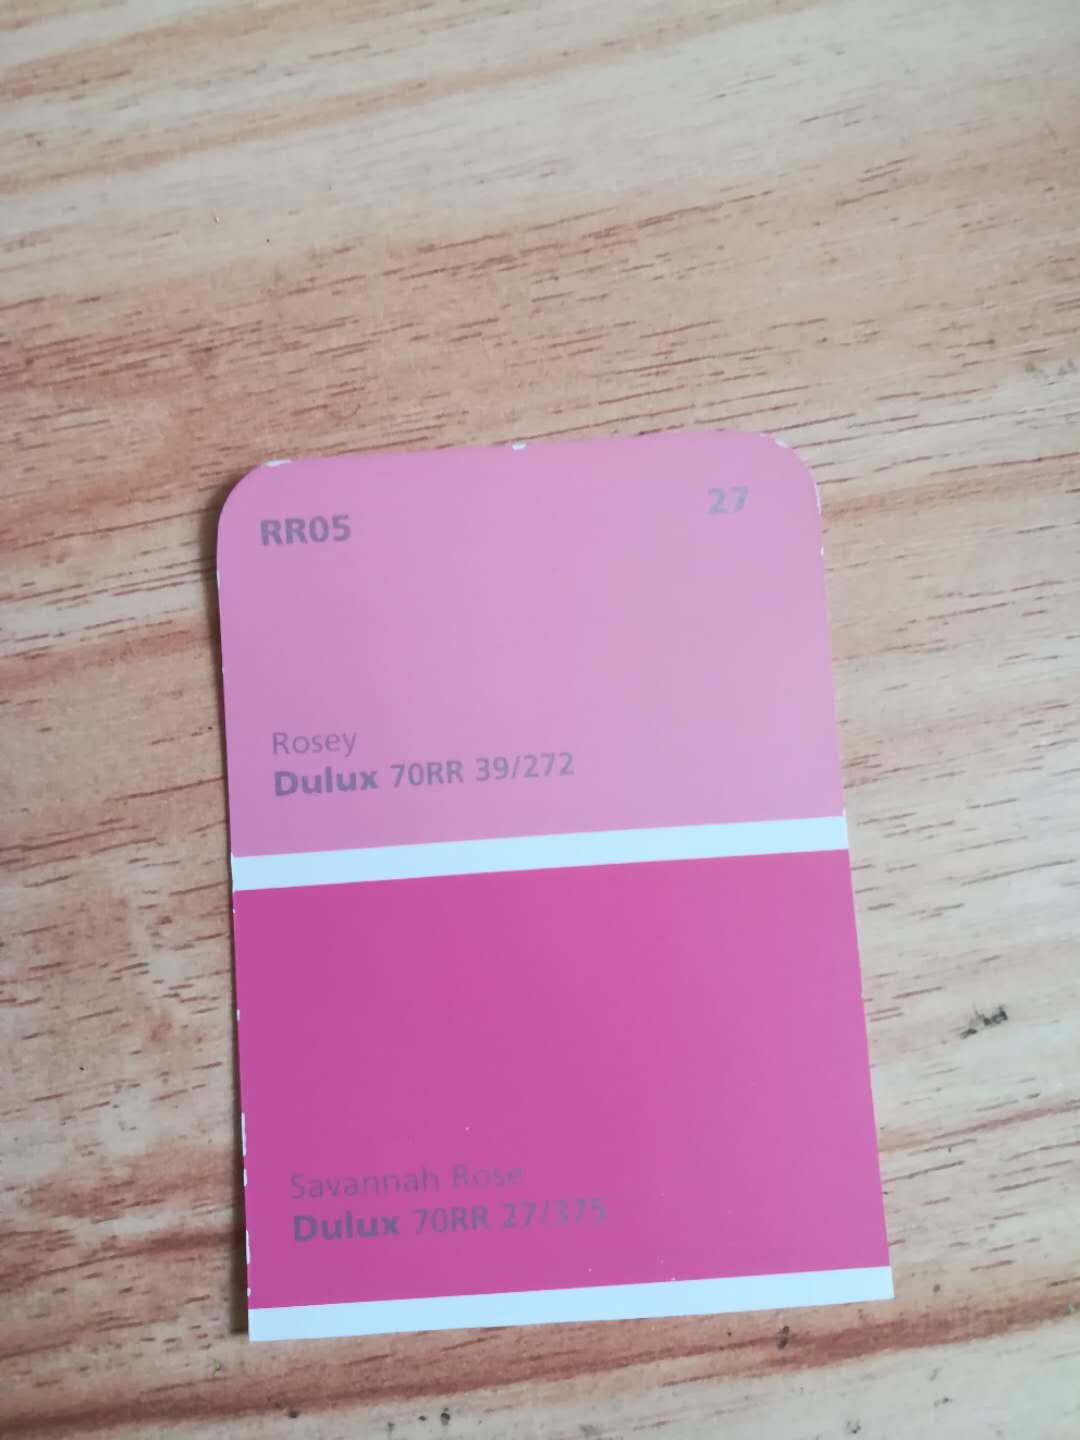 RR05 27
Rosey
Dulux 70RR 39/272
Savannah Rose
Dulux 70RR 27/375